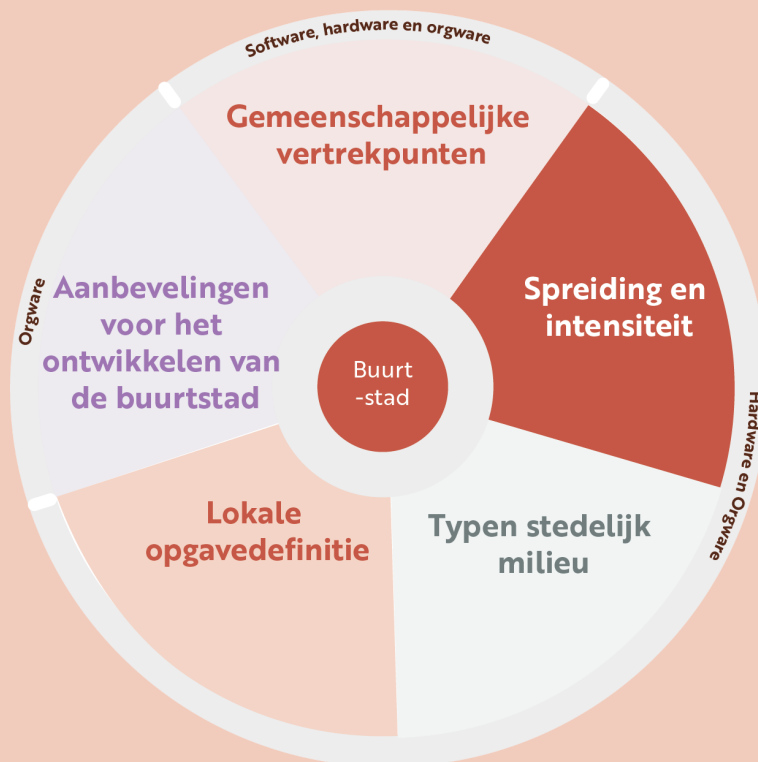 Software, hardware en orgware
Gemeenschappelijke
vertrekpunten
Spreiding en
intensiteit
Hardware en Orgware
Typen stedelijk
milieu
Lokale
opgavedefinitie
Orgware
Aanbevelingen
voor het
ontwikkelen van
de buurtstad
Buurt
-stad